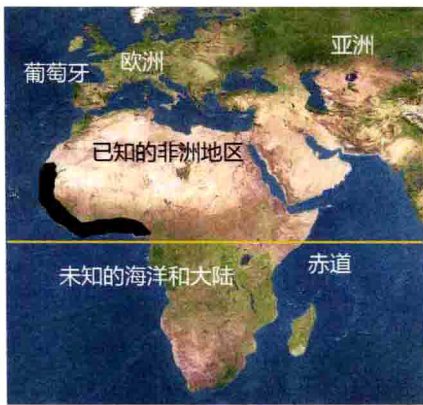 亚洲
欧洲
葡萄牙
已知的非洲地区
赤道
未知的海洋和大陆